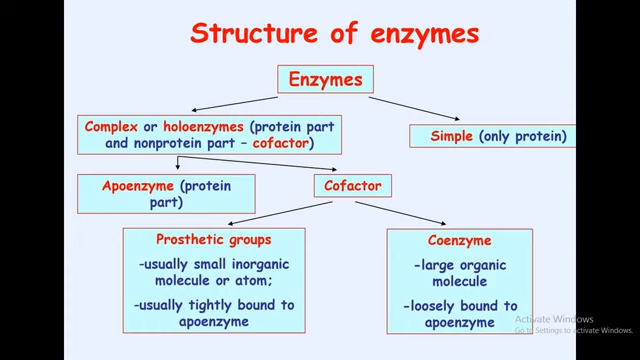 Structure of enzymes
Enzymes
Complex or holoenzymes (protein part
and nonprotein part – cofactor)
Simple (only protein)
Apoenzyme (protein
part)
Cofactor
Prosthetic groups
-usually small inorganic
molecule or atom;
-usually tightly bound to
apoenzyme
Coenzyme
-large organic
molecule
-loosely bound to
apoenzyme
Activate Windows
Go to Settings to Activate Windows.